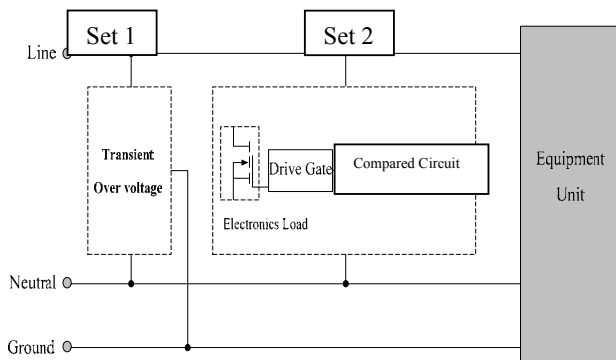 Set 1
Set 2
Line
Transient
Over voltage
Drive Gate
Compared Circuit
Electronics Load
Equipment
Unit
Neutral
Ground